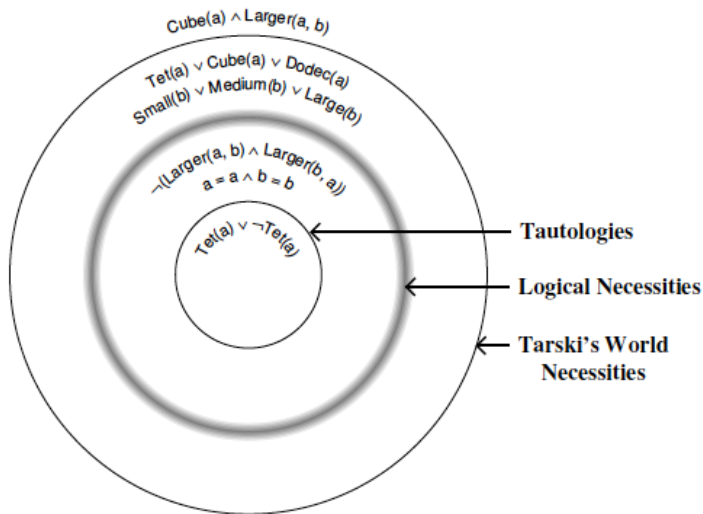 Cube(a) ∧ Larger(a, b)
Tet(a) ∨ Cube(a) ∨ Dodec(a)
Small(b) ∨ Medium(b) ∨ Large(b)
¬(Larger(a, b) ∧ Larger(b, a))
a = a ∧ b = b
Tet(a) ∨ ¬Tet(a)
Tautologies
Logical Necessities
Tarski's World
Necessities